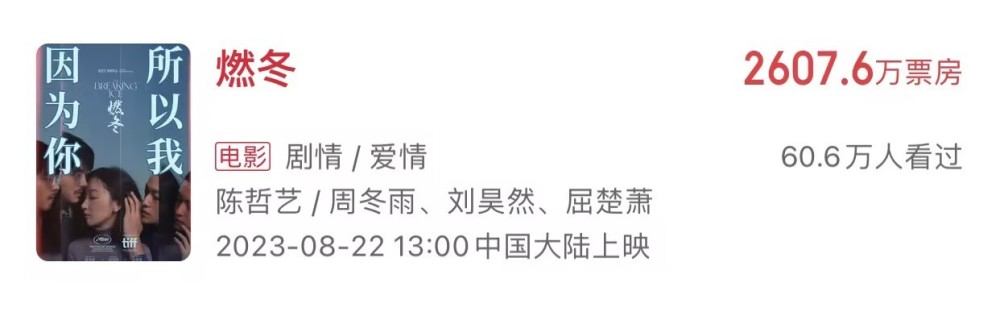 因为你
所以我
BREAKING
ICE
燃冬
tiff
燃冬
2607.6万票房
电影 剧情 / 爱情
60.6万人看过
陈哲艺 / 周冬雨、刘昊然、屈楚萧
2023-08-22 13:00中国大陆上映